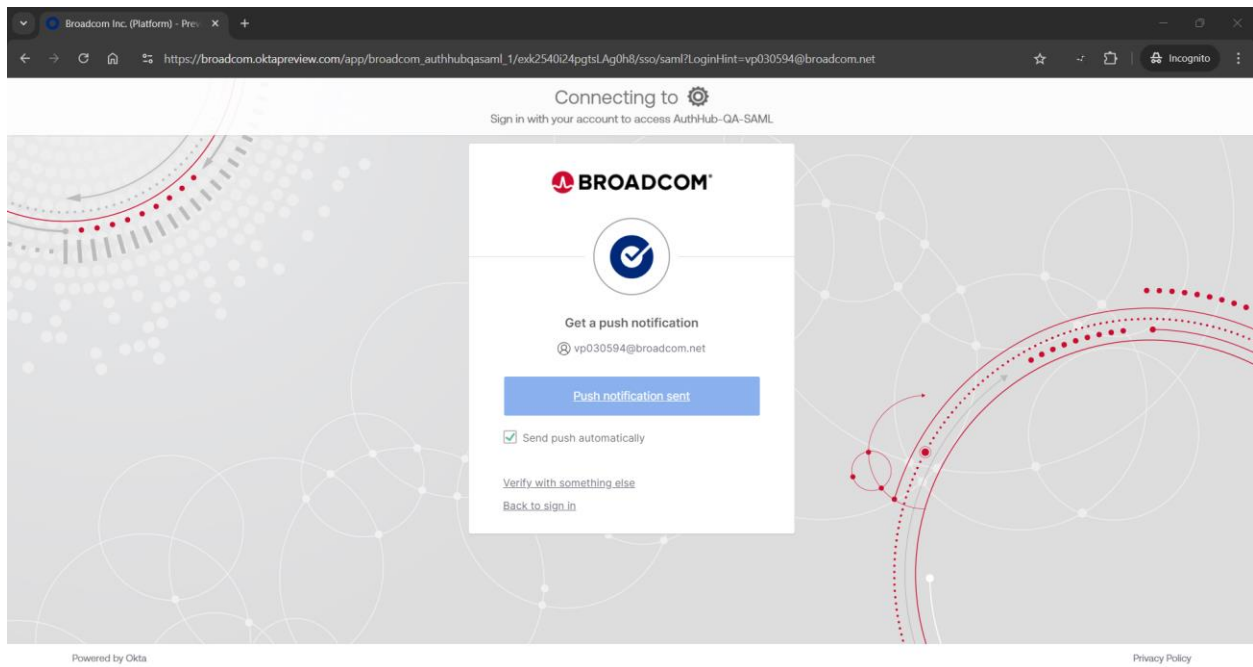 Broadcom Inc. (Platform) - Prev
https://broadcom.oktapreview.com/app/broadcom_authhubqasaml_1/exk2540i24pgtsLAg0h8/sso/saml?LoginHint=vp030594@broadcom.net
Incognito
Connecting to
Sign in with your account to access AuthHub-QA-SAML
BROADCOM
Get a push notification
vp030594@broadcom.net
Push notification sent
Send push automatically
Verify with something else
Back to sign in
Powered by Okta
Privacy Policy